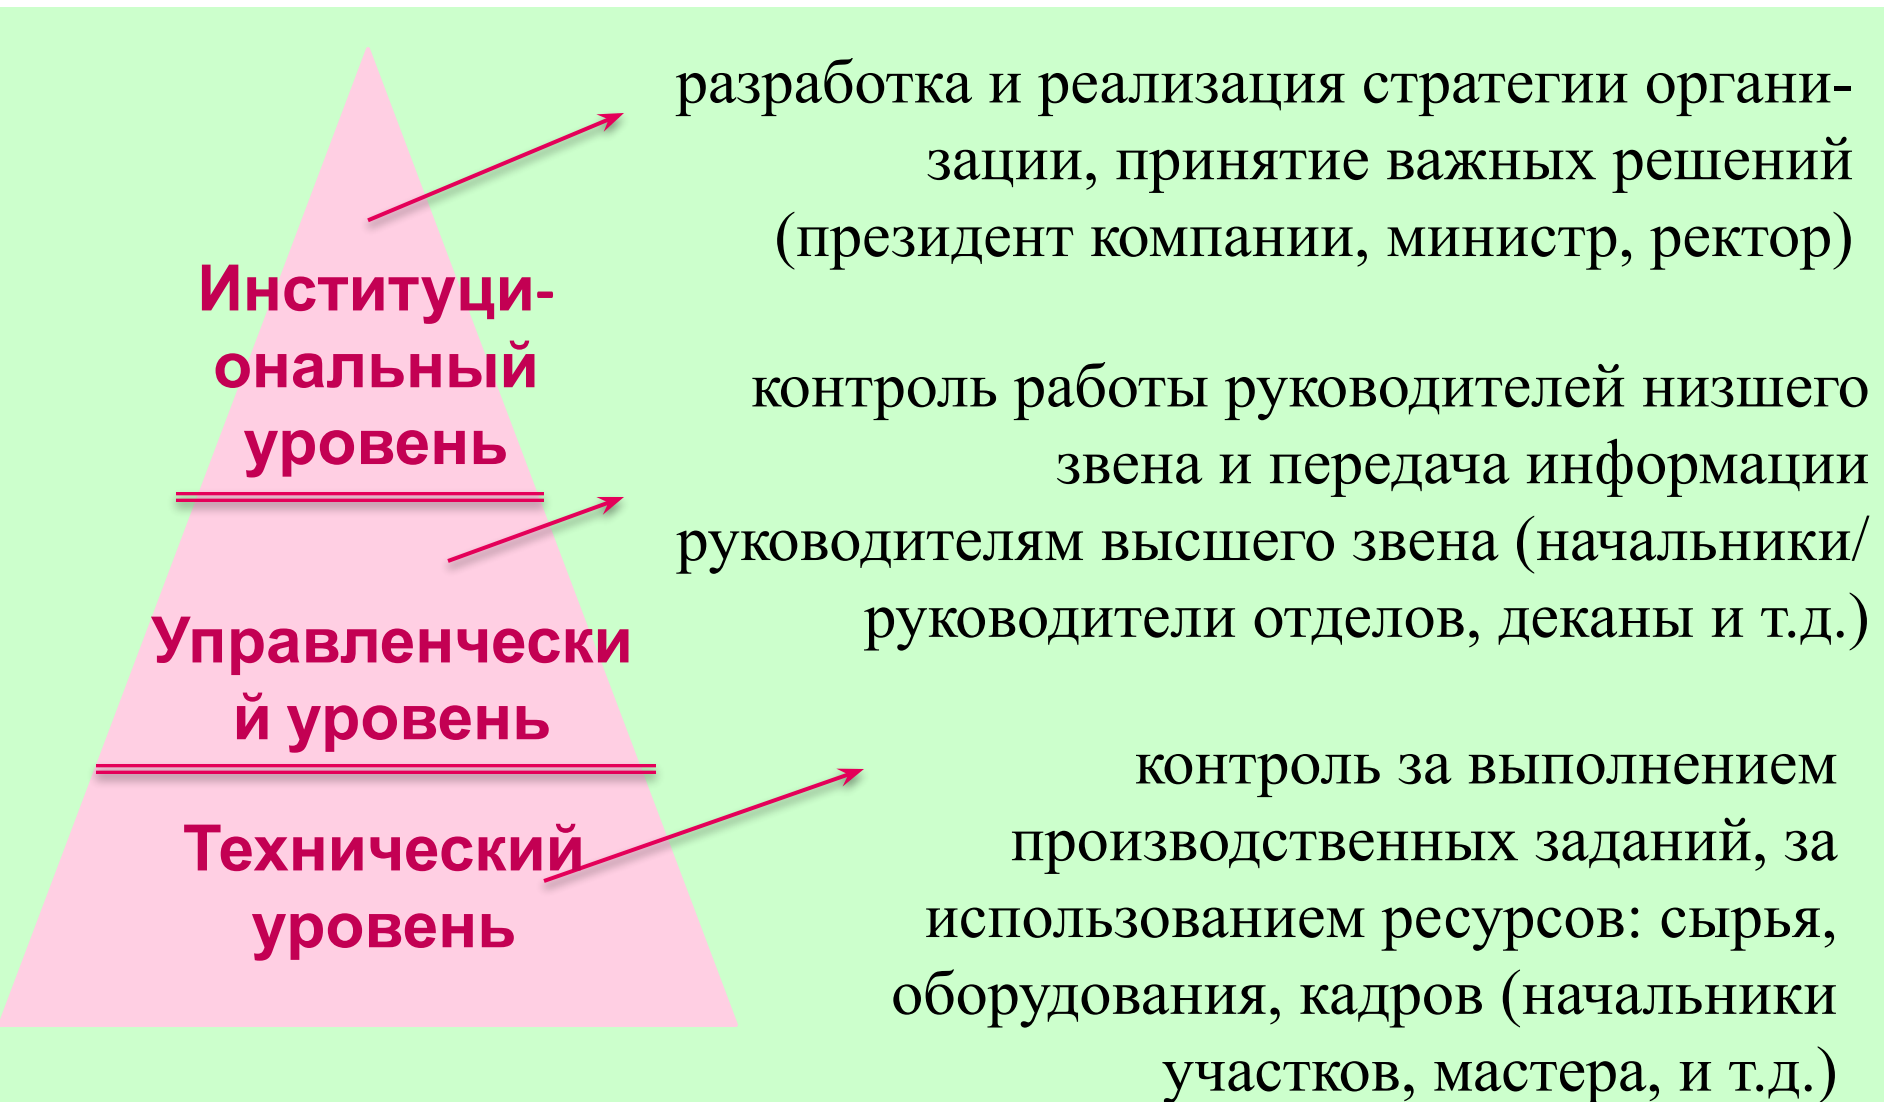 разработка и реализация стратегии органи-
зации, принятие важных решений
(президент компании, министр, ректор)
Институци-
ональный
уровень
контроль работы руководителей низшего
звена и передача информации
руководителям высшего звена (начальники/
руководители отделов, деканы и т.д.)
Управленчески
й уровень
контроль за выполнением
производственных заданий, за
использованием ресурсов: сырья,
оборудования, кадров (начальники
участков, мастера, и т.д.)
Технический
уровень